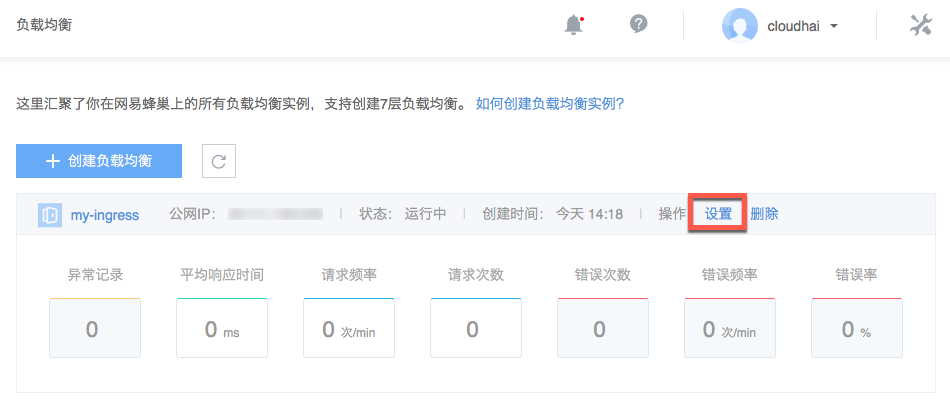 负载均衡 cloudhai
这里汇聚了你在网易蜂巢上的所有负载均衡实例，支持创建7层负载均衡。 如何创建负载均衡实例?
创建负载均衡
my-ingress 公网IP： 状态： 运行中 创建时间： 今天 14:18 操作 设置 删除
异常记录 平均响应时间 请求频率 请求次数 错误次数 错误频率 错误率
0 0 ms 0 次/min 0 0 0 次/min 0 %